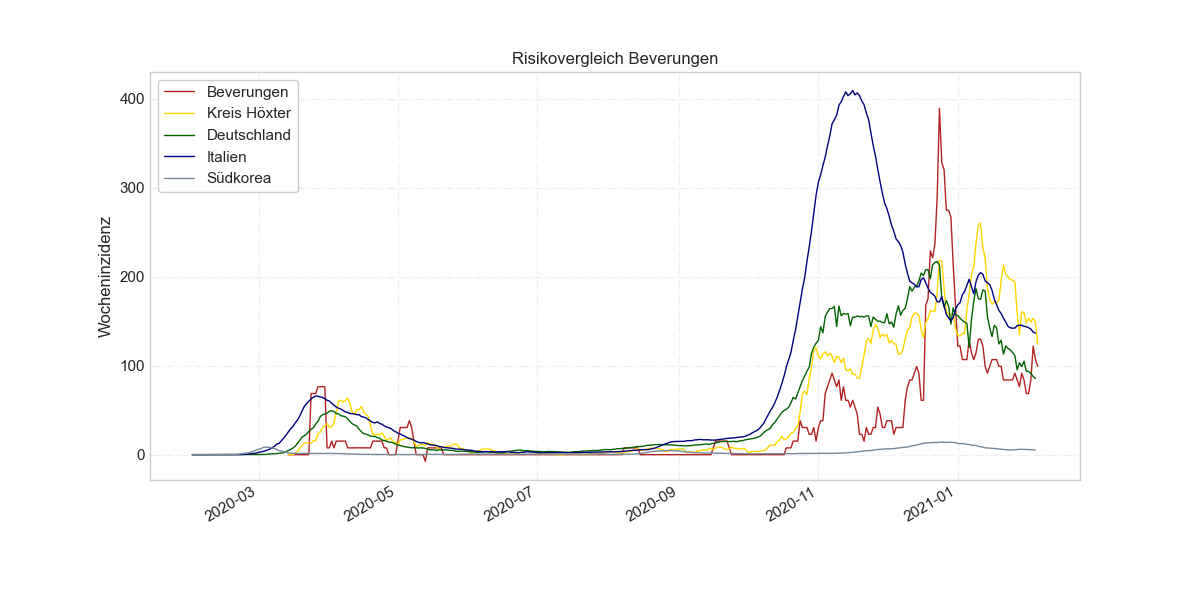 Risikovergleich Beverungen
Beverungen
Kreis Höxter
Deutschland
Italien
Südkorea
Wocheninzidenz
400
300
200
100
0
2020-03
2020-05
2020-07
2020-09
2020-11
2021-01